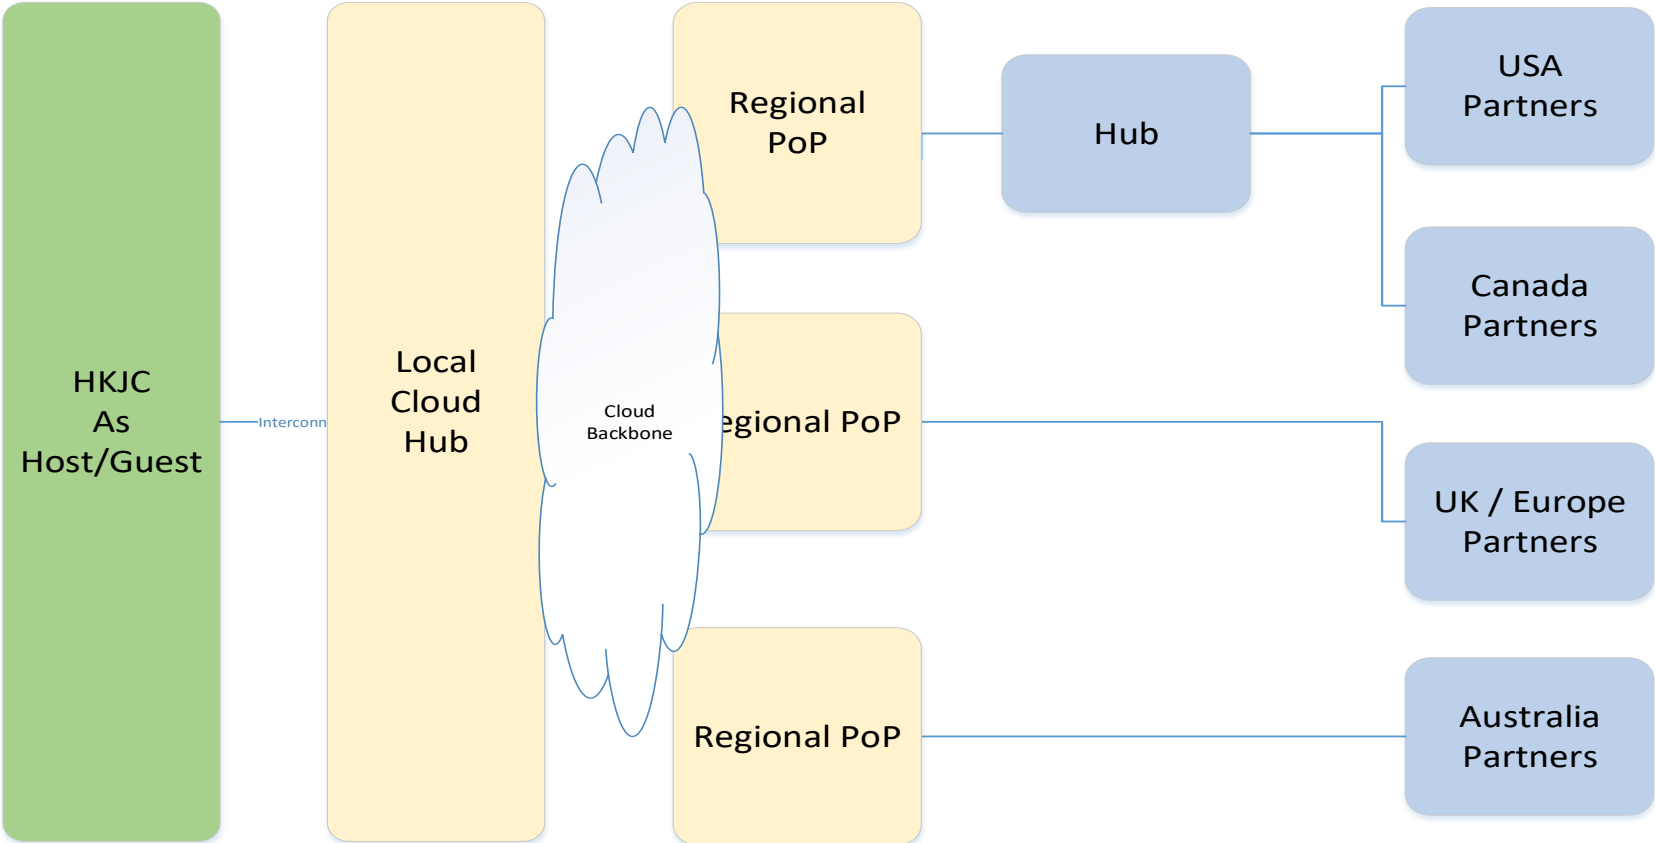 HKJC
As
Host/Guest
Interconn
Local
Cloud
Hub
Cloud
Backbone
Regional
PoP
egional PoP
Regional PoP
Hub
USA
Partners
Canada
Partners
UK / Europe
Partners
Australia
Partners